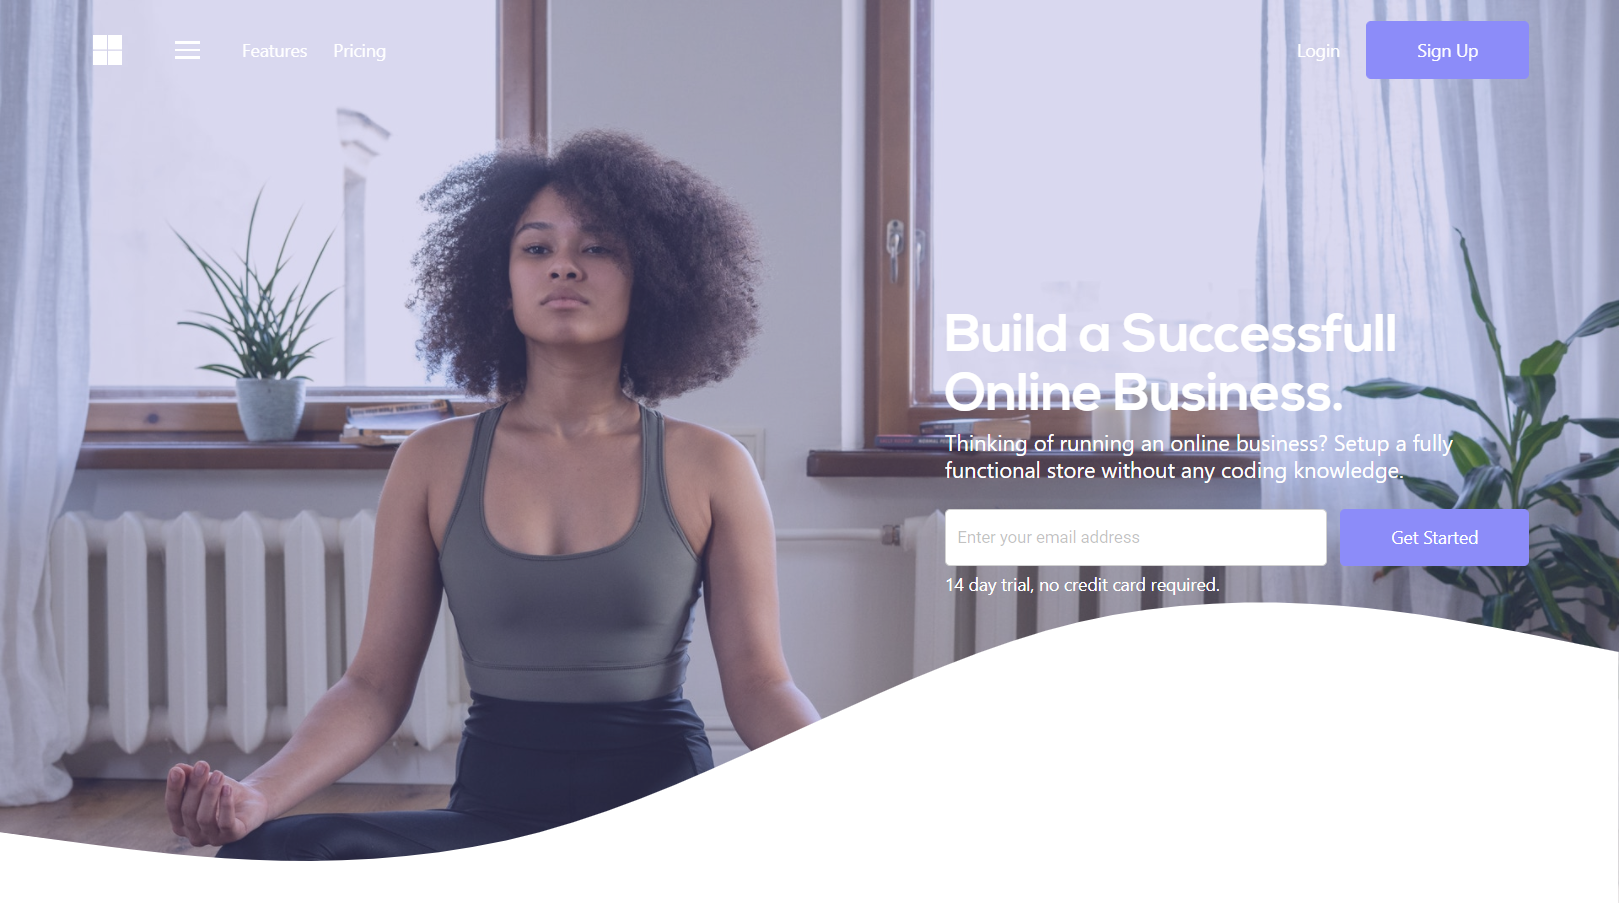 Features Pricing Login Sign Up
Build a Successfull
Online Business.
Thinking of running an online business? Setup a fully
functional store without any coding knowledge.
Enter your email address Get Started
14 day trial, no credit card required.